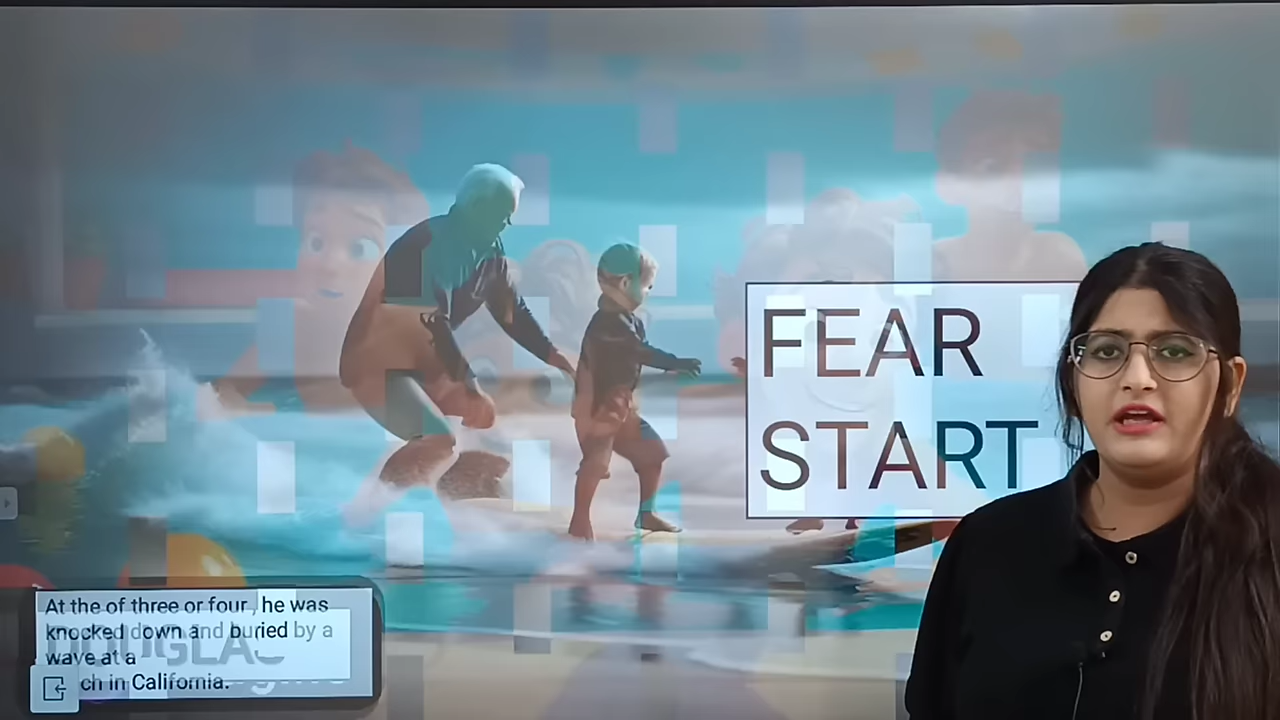 FEAR
START
At the of three or four , he was
knocked down and buried by a
wave at a
ch in California.